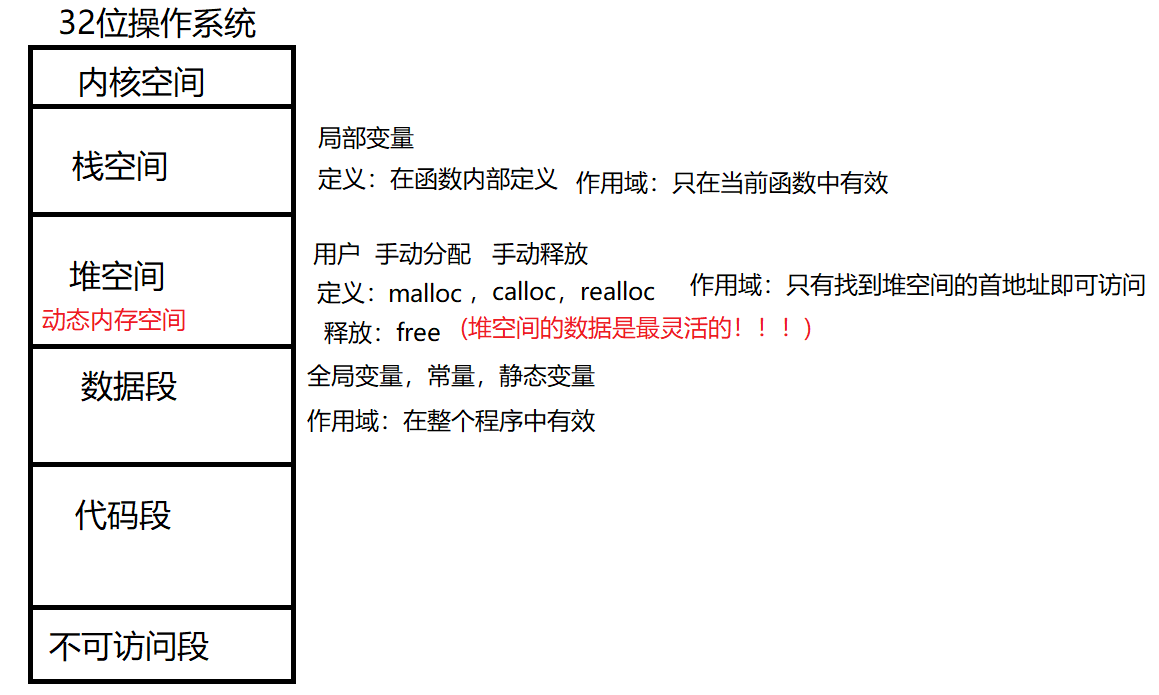 32位操作系统
内核空间
栈空间
局部变量
定义：在函数内部定义 作用域：只在当前函数中有效
堆空间
动态内存空间
用户 手动分配 手动释放
定义：malloc ，calloc，realloc 作用域：只有找到堆空间的首地址即可访问
释放：free （堆空间的数据是最灵活的！！！）
数据段
全局变量，常量，静态变量
作用域：在整个程序中有效
代码段
不可访问段